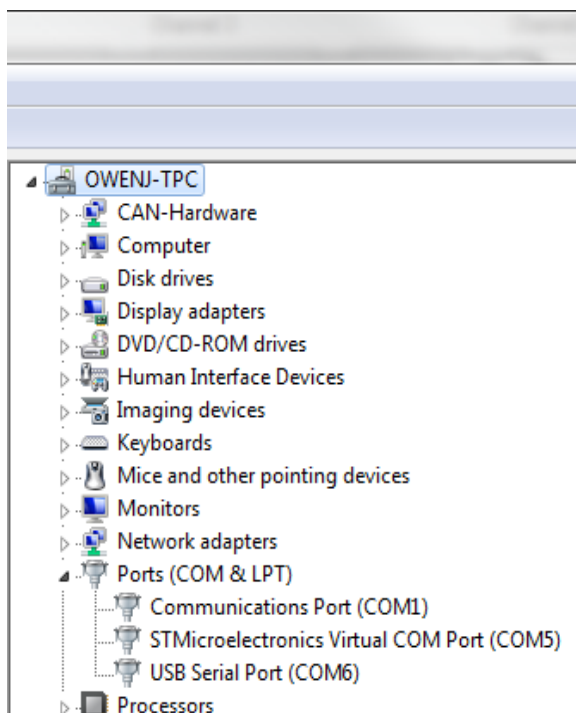 OWENJ-TPC
CAN-Hardware
Computer
Disk drives
Display adapters
DVD/CD-ROM drives
Human Interface Devices
Imaging devices
Keyboards
Mice and other pointing devices
Monitors
Network adapters
Ports (COM & LPT)
Communications Port (COM1)
STMicroelectronics Virtual COM Port (COM5)
USB Serial Port (COM6)
Processors